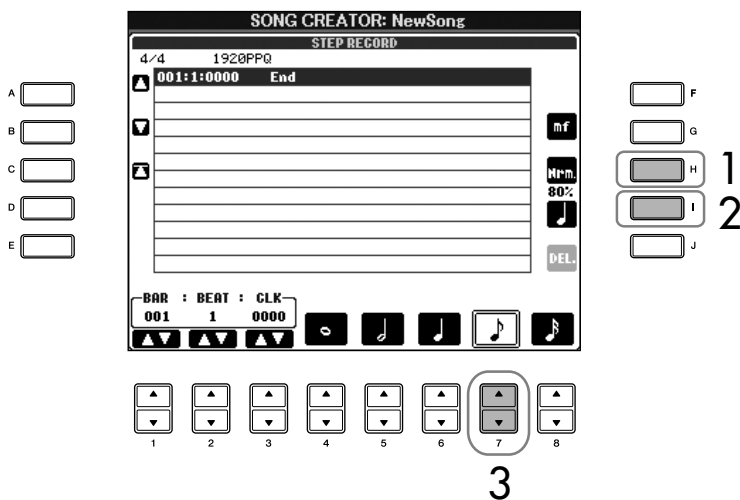 SONG CREATOR: NewSong
STEP RECORD
4/4 1920PPQ
001:1:0000 End
A
B
C
D
E
mf
Nrm.
80%
DEL.
F
G
H
I
J
1
2
BAR : BEAT : CLK
001 1 0000
1 2 3 4 5 6 7 8
3